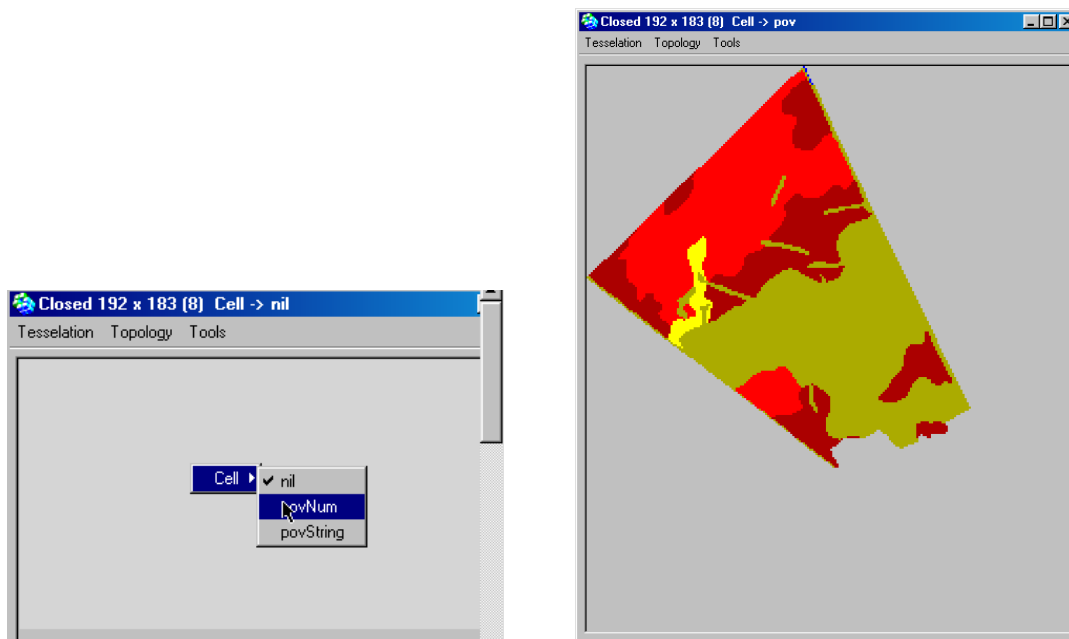 Closed 192 x 183 (8) Cell -> nil
Tesselation Topology Tools
Cell
nil
povNum
povString
Closed 192 x 183 (8) Cell -> pov
Tesselation Topology Tools